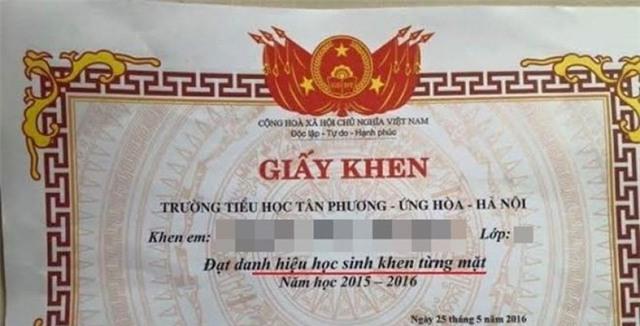 CỘNG HOÀ XÃ HỘI CHỦ NGHĨA VIỆT NAM
Độc lập - Tự do - Hạnh phúc
GIẤY KHEN
TRƯỜNG TIỂU HỌC TÂN PHƯƠNG - ỨNG HÒA - HÀ NỘI
Khen em: Lớp:
Đạt danh hiệu học sinh khen từng mặt
Năm học 2015 – 2016
Ngày 25 tháng 5 năm 2016